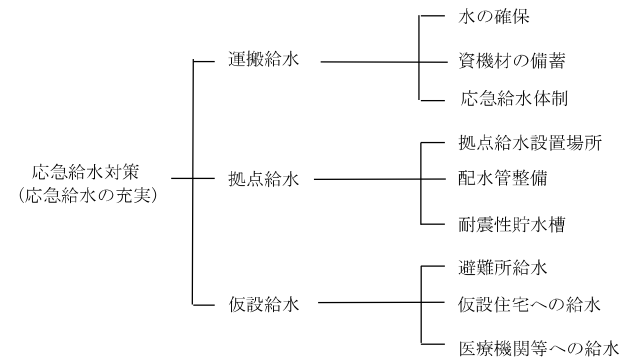 応急給水対策
(応急給水の充実)
運搬給水
水の確保
資機材の備蓄
応急給水体制
拠点給水
拠点給水設置場所
配水管整備
耐震性貯水槽
仮設給水
避難所給水
仮設住宅への給水
医療機関等への給水